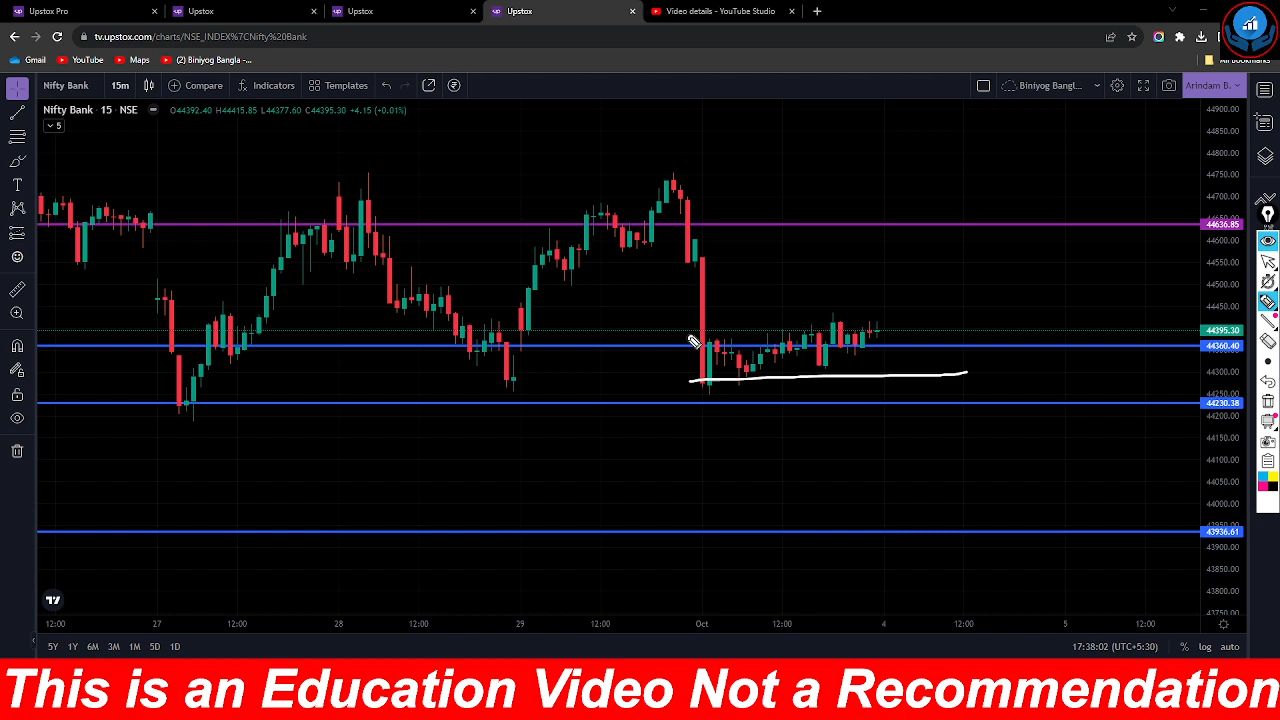 Upstox Pro
Upstox
Upstox
Upstox
Video details - YouTube Studio
tv.upstox.com/charts/NSE_INDEX%7CNifty%20Bank
Gmail
YouTube
Maps
(2) Biniyog Bangla -...
All Bookmarks
Nifty Bank
15m
Compare
Indicators
Templates
Biniyog Bangl...
Arindam B.
Nifty Bank · 15 · NSE
O44392.40 H44415.85 L44377.60 C44395.30 +4.15 (+0.01%)
5
44900.00
44850.00
44800.00
44750.00
44700.00
44636.85
44600.00
44550.00
44500.00
44450.00
44395.30
44360.40
44300.00
44250.00
44230.38
44200.00
44150.00
44100.00
44050.00
44000.00
43936.61
43900.00
43850.00
43800.00
43750.00
12:00 27 12:00 28 12:00 29 12:00 Oct 12:00 4 12:00 5 12:00
5Y 1Y 6M 3M 1M 5D 1D
17:38:02 (UTC+5:30)
% log auto
This is an Education Video Not a Recommendation